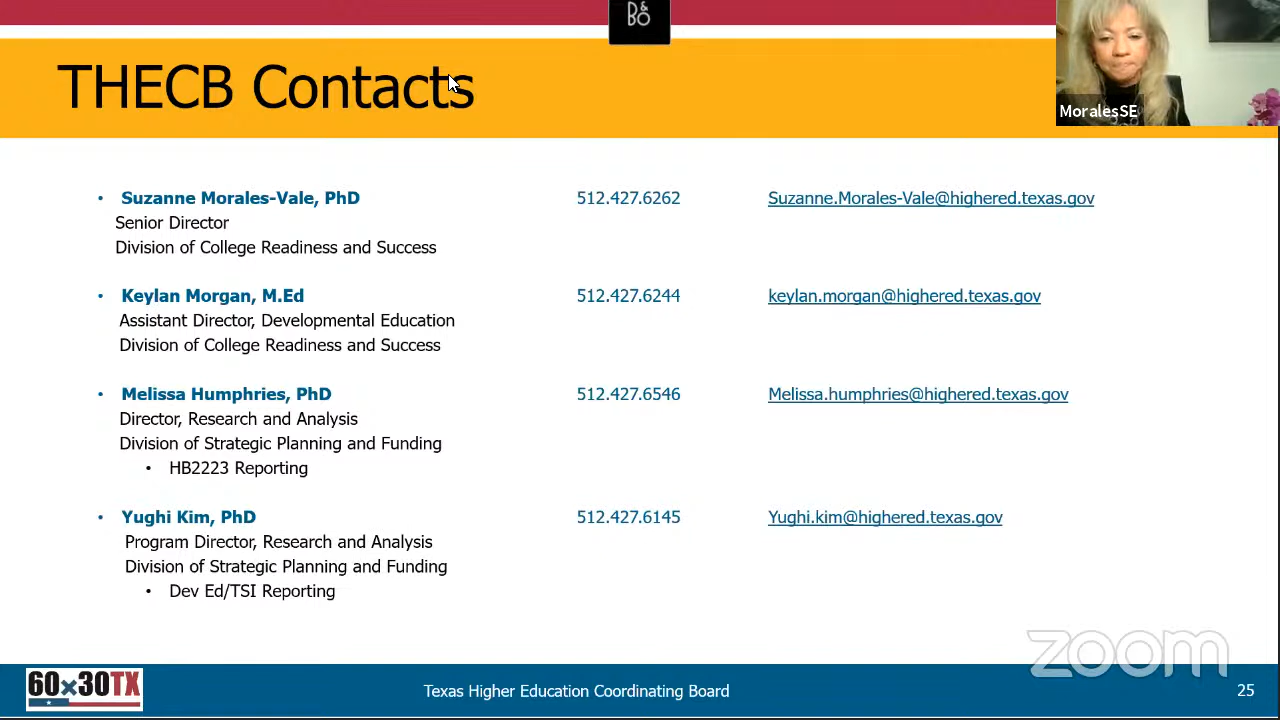 B&O
THECB Contacts
MoralesSE
• Suzanne Morales-Vale, PhD 512.427.6262 Suzanne.Morales-Vale@highered.texas.gov
Senior Director
Division of College Readiness and Success
• Keylan Morgan, M.Ed 512.427.6244 keylan.morgan@highered.texas.gov
Assistant Director, Developmental Education
Division of College Readiness and Success
• Melissa Humphries, PhD 512.427.6546 Melissa.humphries@highered.texas.gov
Director, Research and Analysis
Division of Strategic Planning and Funding
• HB2223 Reporting
• Yughi Kim, PhD 512.427.6145 Yughi.kim@highered.texas.gov
Program Director, Research and Analysis
Division of Strategic Planning and Funding
• Dev Ed/TSI Reporting
zoom
60x30TX
Texas Higher Education Coordinating Board
25